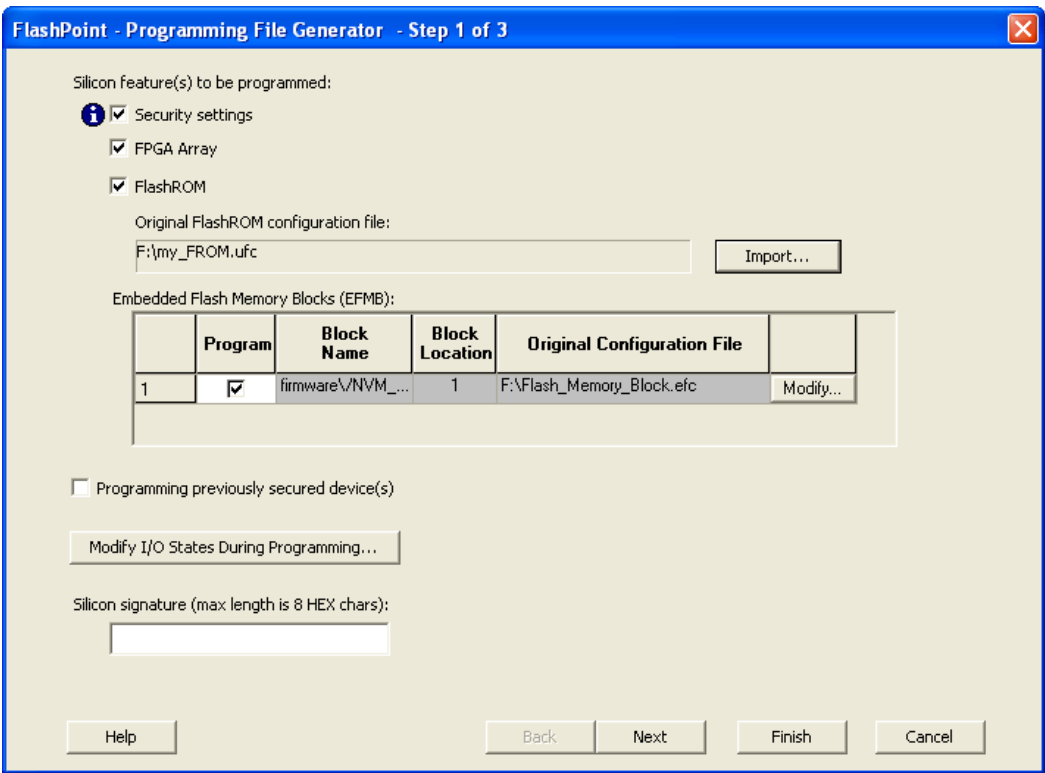 FlashPoint - Programming File Generator - Step 1 of 3
Silicon feature(s) to be programmed:
Security settings
FPGA Array
FlashROM
Original FlashROM configuration file:
F:\my_FROM.ufc
Import...
Embedded Flash Memory Blocks (EFMB):
Program Block Name Block Location Original Configuration File
1 firmware\/NVM_... 1 F:\Flash_Memory_Block.efc Modify...
Programming previously secured device(s)
Modify I/O States During Programming...
Silicon signature (max length is 8 HEX chars):
Help Back Next Finish Cancel